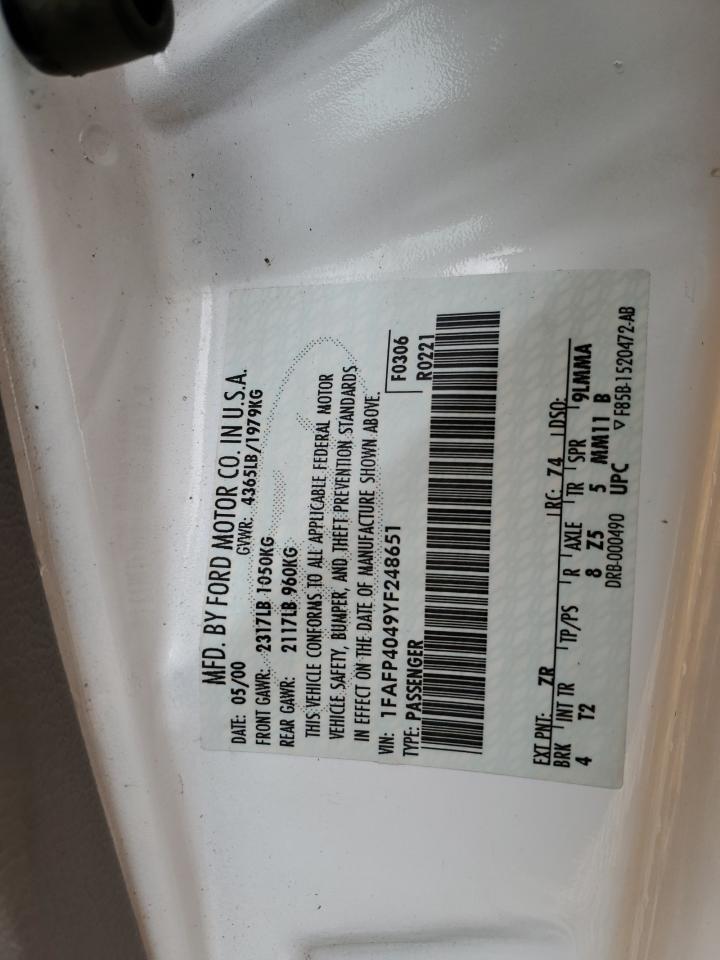 MFD. BY FORD MOTOR CO. IN U.S.A.
DATE: 05/00 GVWR: 4365LB/1979KG
FRONT GAWR: 2317LB 1050KG
REAR GAWR: 2117LB 960KG
THIS VEHICLE CONFORMS TO ALL APPLICABLE FEDERAL MOTOR
VEHICLE SAFETY, BUMPER, AND THEFT PREVENTION STANDARDS
IN EFFECT ON THE DATE OF MANUFACTURE SHOWN ABOVE.
VIN: 1FAFP4049YF248651 F0306
TYPE: PASSENGER R0221
EXT PNT: ZR RC: 74 DSO:
BRK INT TR TP/PS R AXLE TR SPR 9LMMA
4 T2 8 Z5 5 MM11 B
DRB-000490 UPC ▽ F85B-1520472-AB